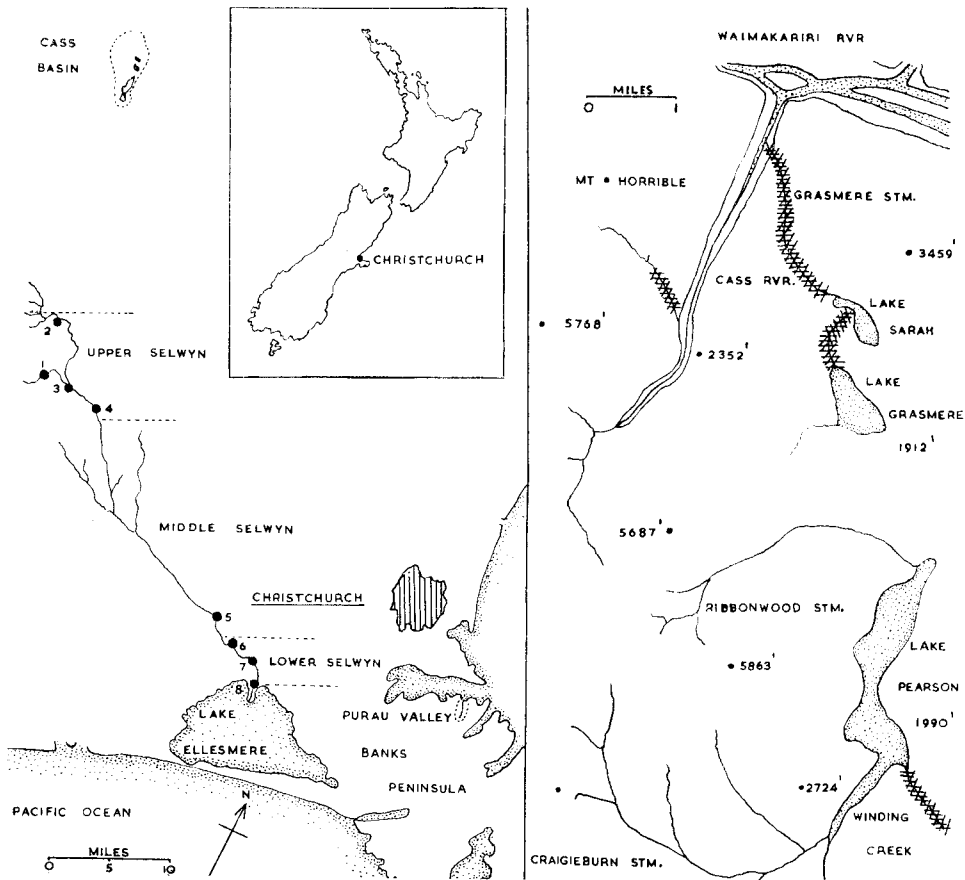 CASS
BASIN
CHRISTCHURCH
2
UPPER SELWYN
1
3
4
MIDDLE SELWYN
CHRISTCHURCH
5
6
7
LOWER SELWYN
8
LAKE
ELLESMERE
PURAU VALLEY
BANKS
PENINSULA
N
PACIFIC OCEAN
MILES
0 5 10
WAIMAKARIRI RVR
MILES
0 1
MT • HORRIBLE
GRASMERE STM.
3459'
CASS RVR.
LAKE
SARAH
5768'
2352'
LAKE
GRASMERE
1912'
5687'
RIBBONWOOD STM.
LAKE
5863'
PEARSON
1990'
2724'
WINDING
CREEK
CRAIGIEBURN STM.